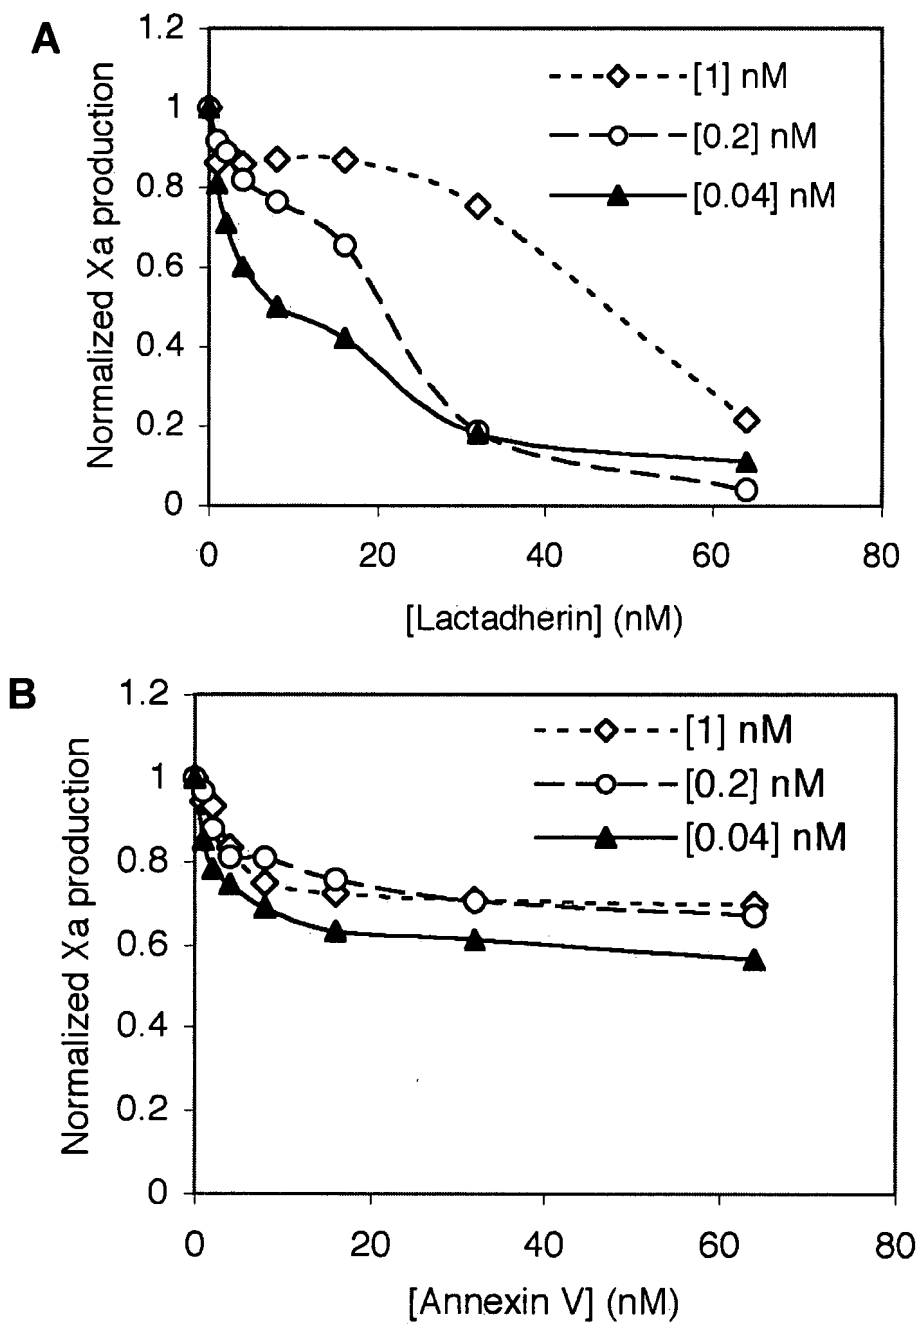 A
1.2
1
0.8
0.6
0.4
0.2
0
Normalized Xa production
[1] nM
[0.2] nM
[0.04] nM
0 20 40 60 80
[Lactadherin] (nM)
B
1.2
1
0.8
0.6
0.4
0.2
0
Normalized Xa production
[1] nM
[0.2] nM
[0.04] nM
0 20 40 60 80
[Annexin V] (nM)